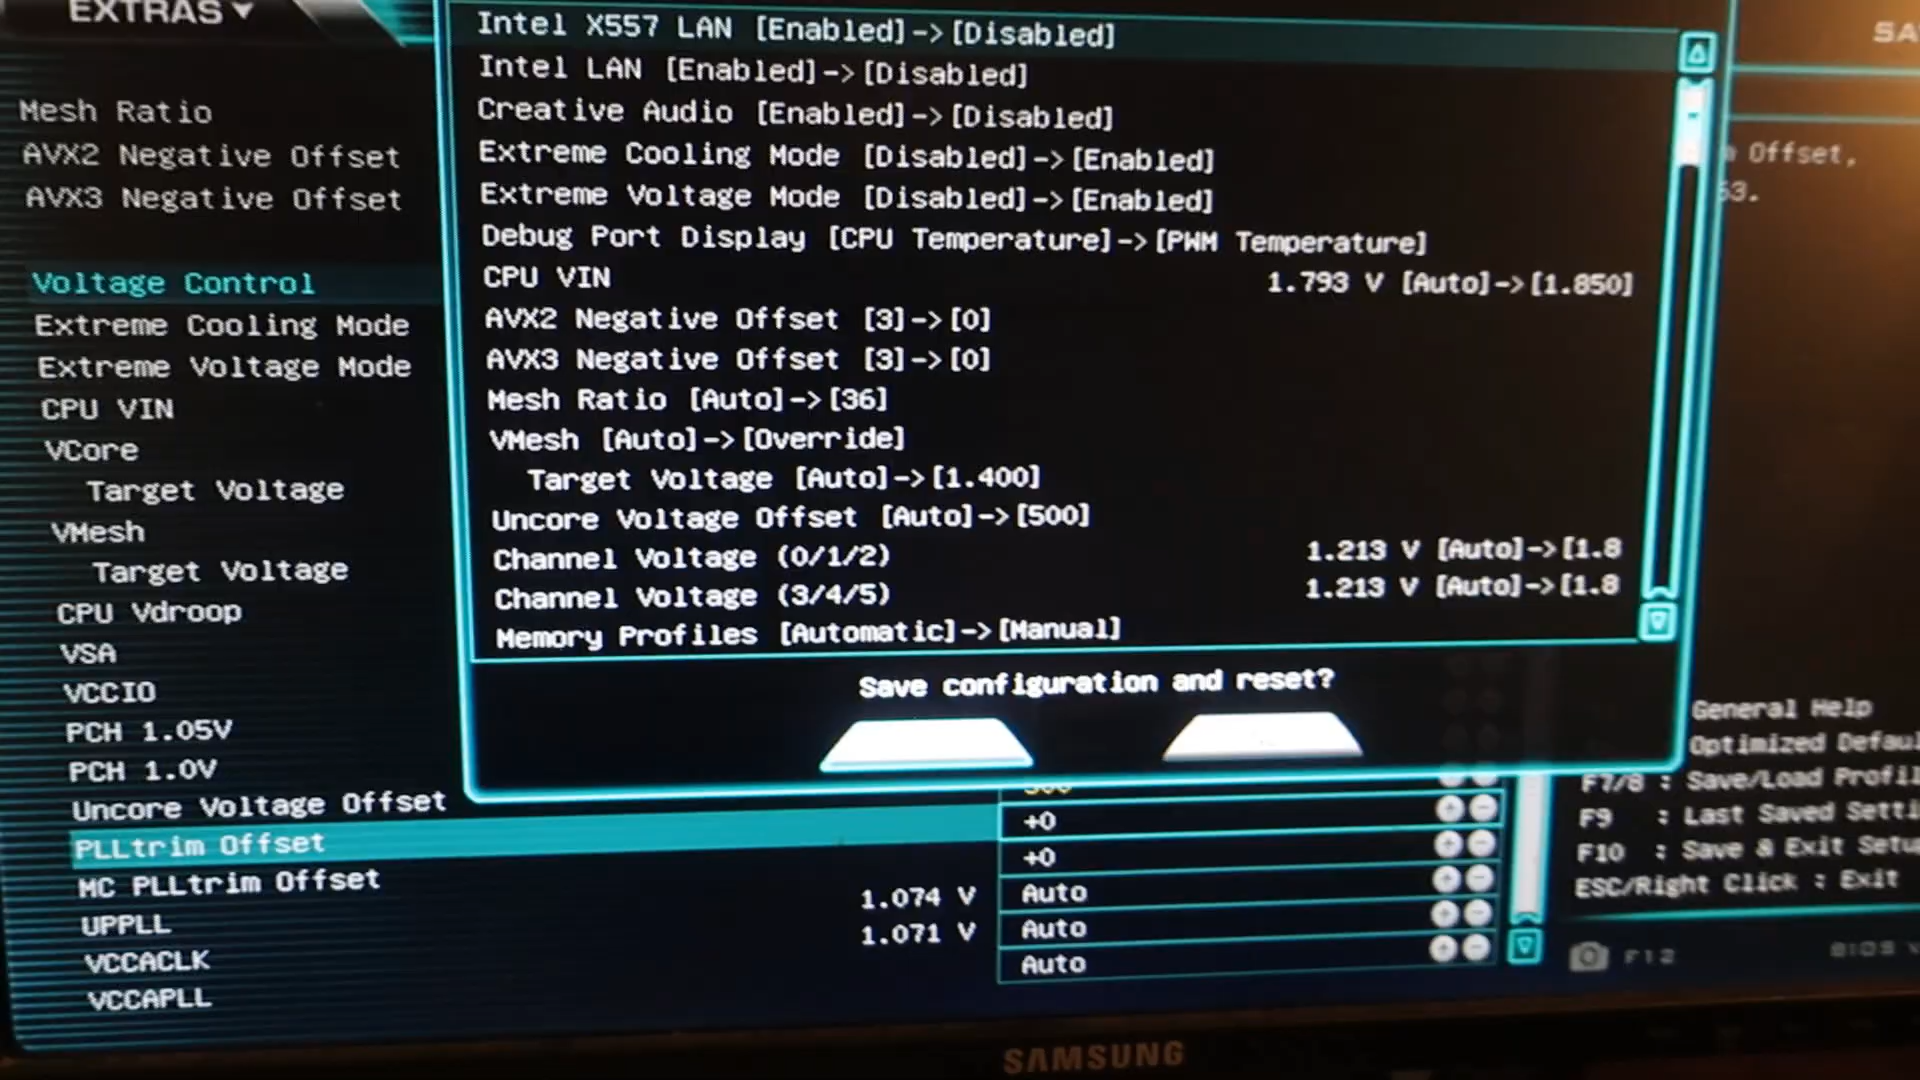 EXTRAS
SA
Mesh Ratio
AVX2 Negative Offset
AVX3 Negative Offset
Voltage Control
Extreme Cooling Mode
Extreme Voltage Mode
CPU VIN
VCore
Target Voltage
VMesh
Target Voltage
CPU Vdroop
VSA
VCCIO
PCH 1.05V
PCH 1.0V
Uncore Voltage Offset
PLLtrim Offset +0
MC PLLtrim Offset +0
UPPLL 1.074 V Auto
VCCACLK 1.071 V Auto
VCCAPLL Auto
Intel X557 LAN [Enabled]->[Disabled]
Intel LAN [Enabled]->[Disabled]
Creative Audio [Enabled]->[Disabled]
Extreme Cooling Mode [Disabled]->[Enabled]
Extreme Voltage Mode [Disabled]->[Enabled]
Debug Port Display [CPU Temperature]->[PWM Temperature]
CPU VIN 1.793 V [Auto]->[1.850]
AVX2 Negative Offset [3]->[0]
AVX3 Negative Offset [3]->[0]
Mesh Ratio [Auto]->[36]
VMesh [Auto]->[Override]
Target Voltage [Auto]->[1.400]
Uncore Voltage Offset [Auto]->[500]
Channel Voltage (0/1/2) 1.213 V [Auto]->[1.8
Channel Voltage (3/4/5) 1.213 V [Auto]->[1.8
Memory Profiles [Automatic]->[Manual]
Save configuration and reset?
Offset,
63.
General Help
Optimized Defaul
F7/8 : Save/Load Profil
F9 : Last Saved Setti
F10 : Save & Exit Setu
ESC/Right Click : Exit
F12
BIOS V
SAMSUNG